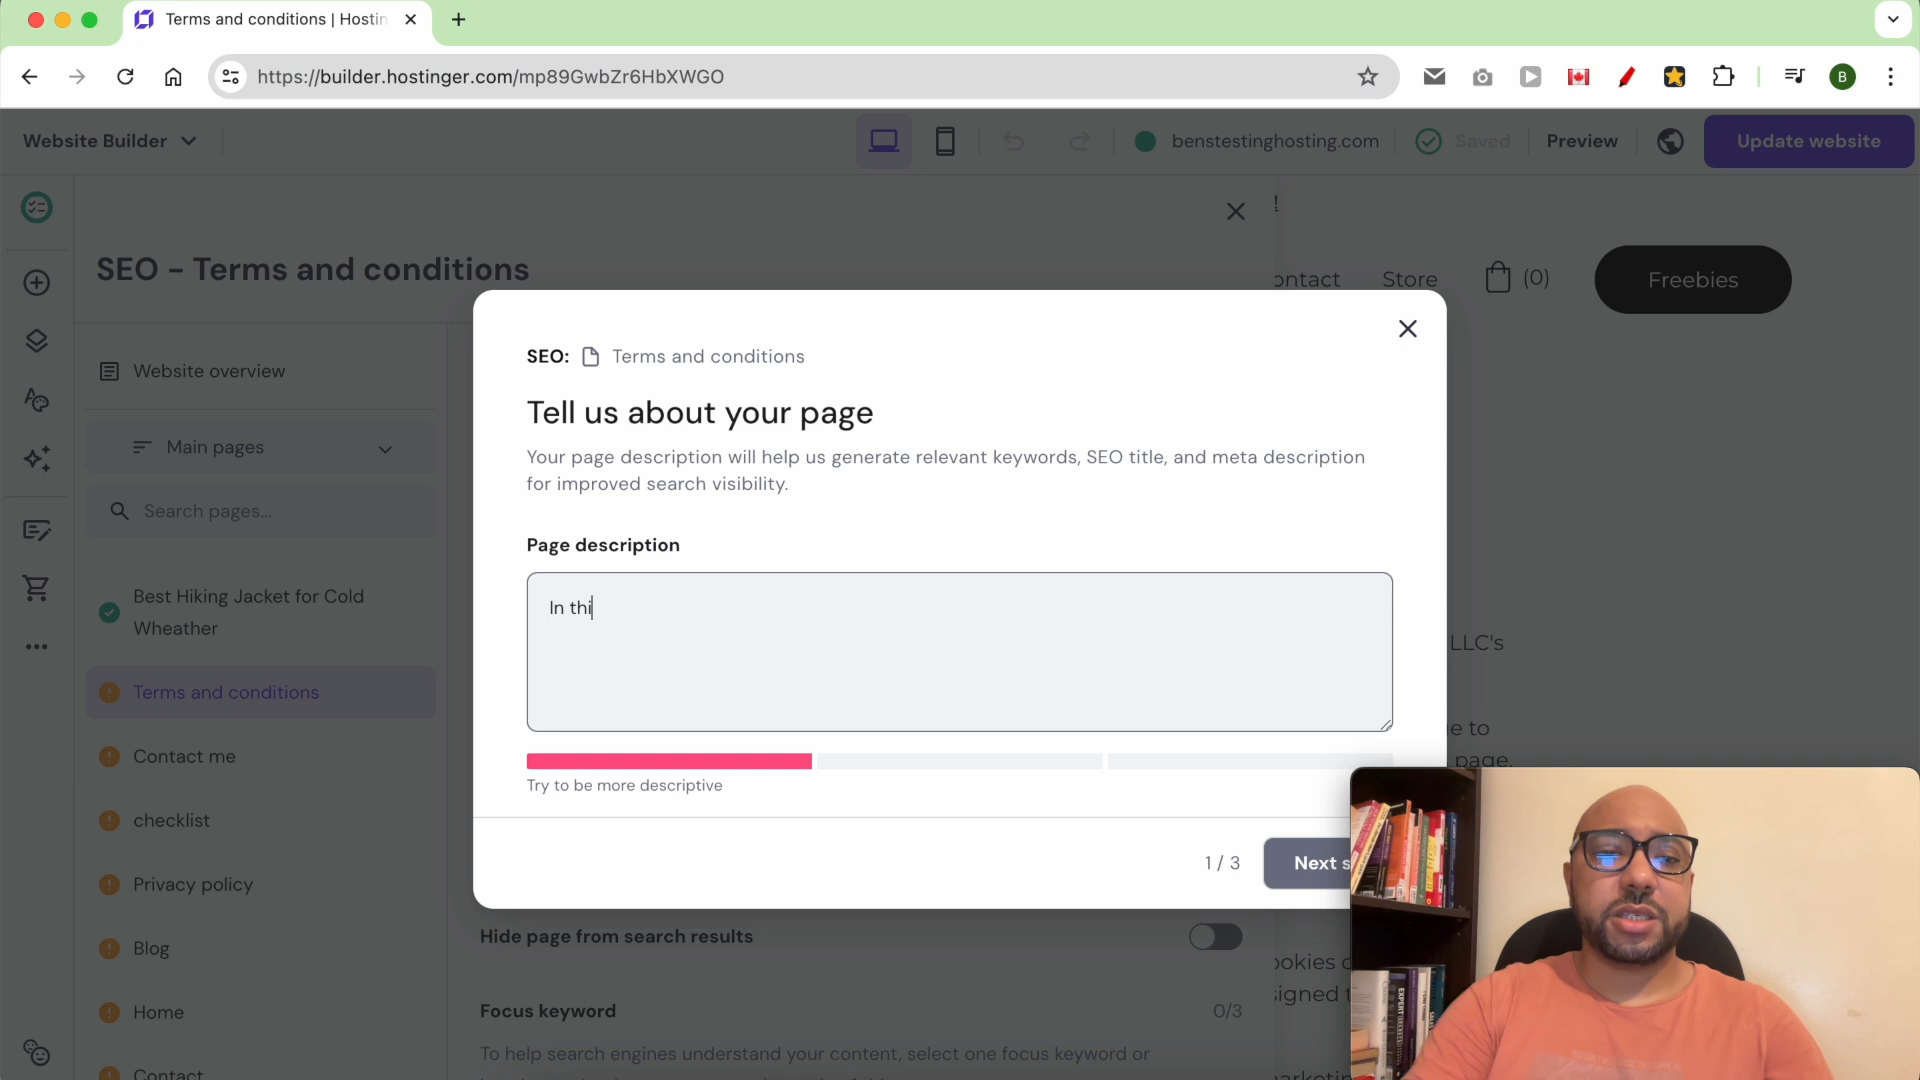 Terms and conditions | Hostin
https://builder.hostinger.com/mp89GwbZr6HbXWGO
B
Website Builder
benstestinghosting.com
Saved
Preview
Update website
SEO - Terms and conditions
ontact
Store
(0)
Freebies
Website overview
Main pages
Search pages...
Best Hiking Jacket for Cold
Wheather
Terms and conditions
Contact me
checklist
Privacy policy
Blog
Home
Contact
SEO: Terms and conditions
Tell us about your page
Your page description will help us generate relevant keywords, SEO title, and meta description
for improved search visibility.
Page description
In thi
Try to be more descriptive
1 / 3
Next s
LLC's
e to
page.
Hide page from search results
Focus keyword
0/3
To help search engines understand your content, select one focus keyword or
ookies
signed
EXPERT